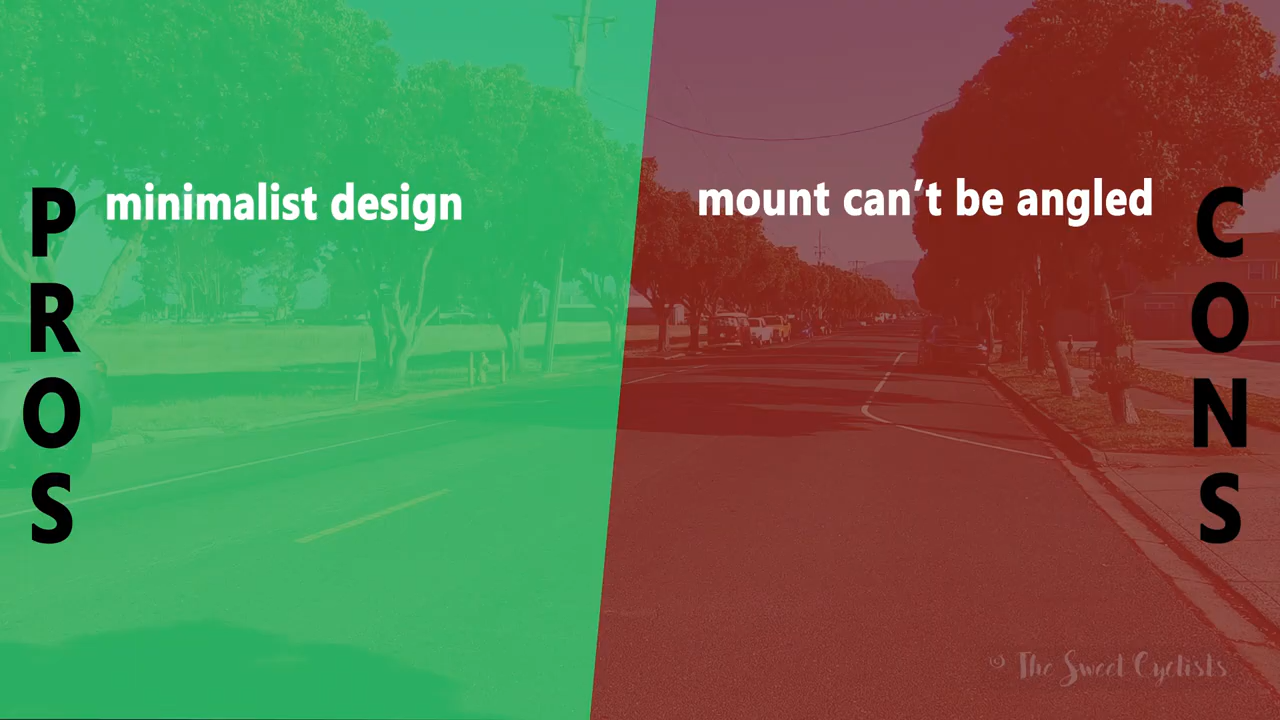 PROS
minimalist design
mount can’t be angled
CONS
© The Sweet Cyclists